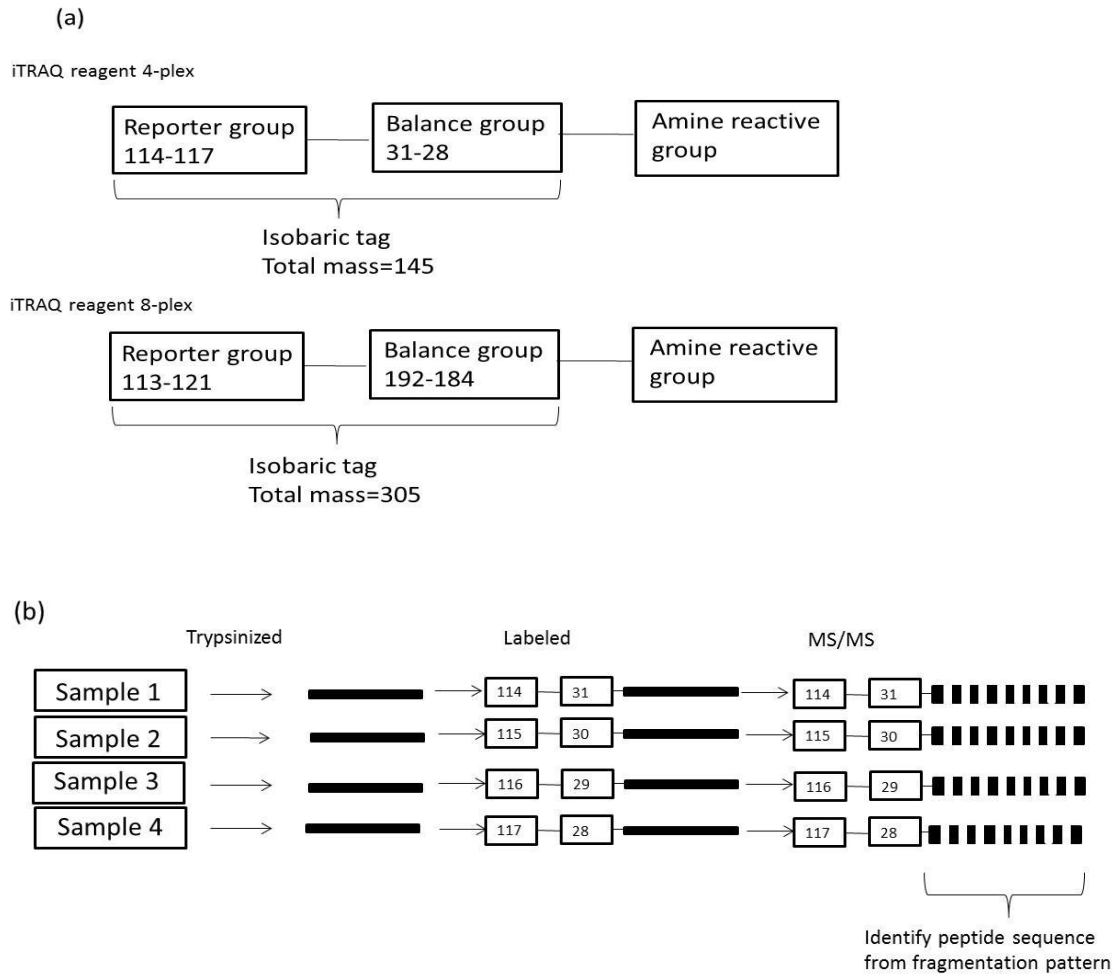 (a)
iTRAQ reagent 4-plex
Reporter group
114-117
Balance group
31-28
Amine reactive
group
Isobaric tag
Total mass=145
iTRAQ reagent 8-plex
Reporter group
113-121
Balance group
192-184
Amine reactive
group
Isobaric tag
Total mass=305
(b)
Trypsinized Labeled MS/MS
Sample 1 114 31 114 31
Sample 2 115 30 115 30
Sample 3 116 29 116 29
Sample 4 117 28 117 28
Identify peptide sequence
from fragmentation pattern